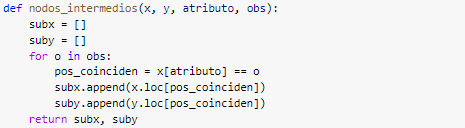 def nodos_intermedios(x, y, atributo, obs):
    subx = []
    suby = []
    for o in obs:
        pos_coinciden = x[atributo] == o
        subx.append(x.loc[pos_coinciden])
        suby.append(y.loc[pos_coinciden])
    return subx, suby